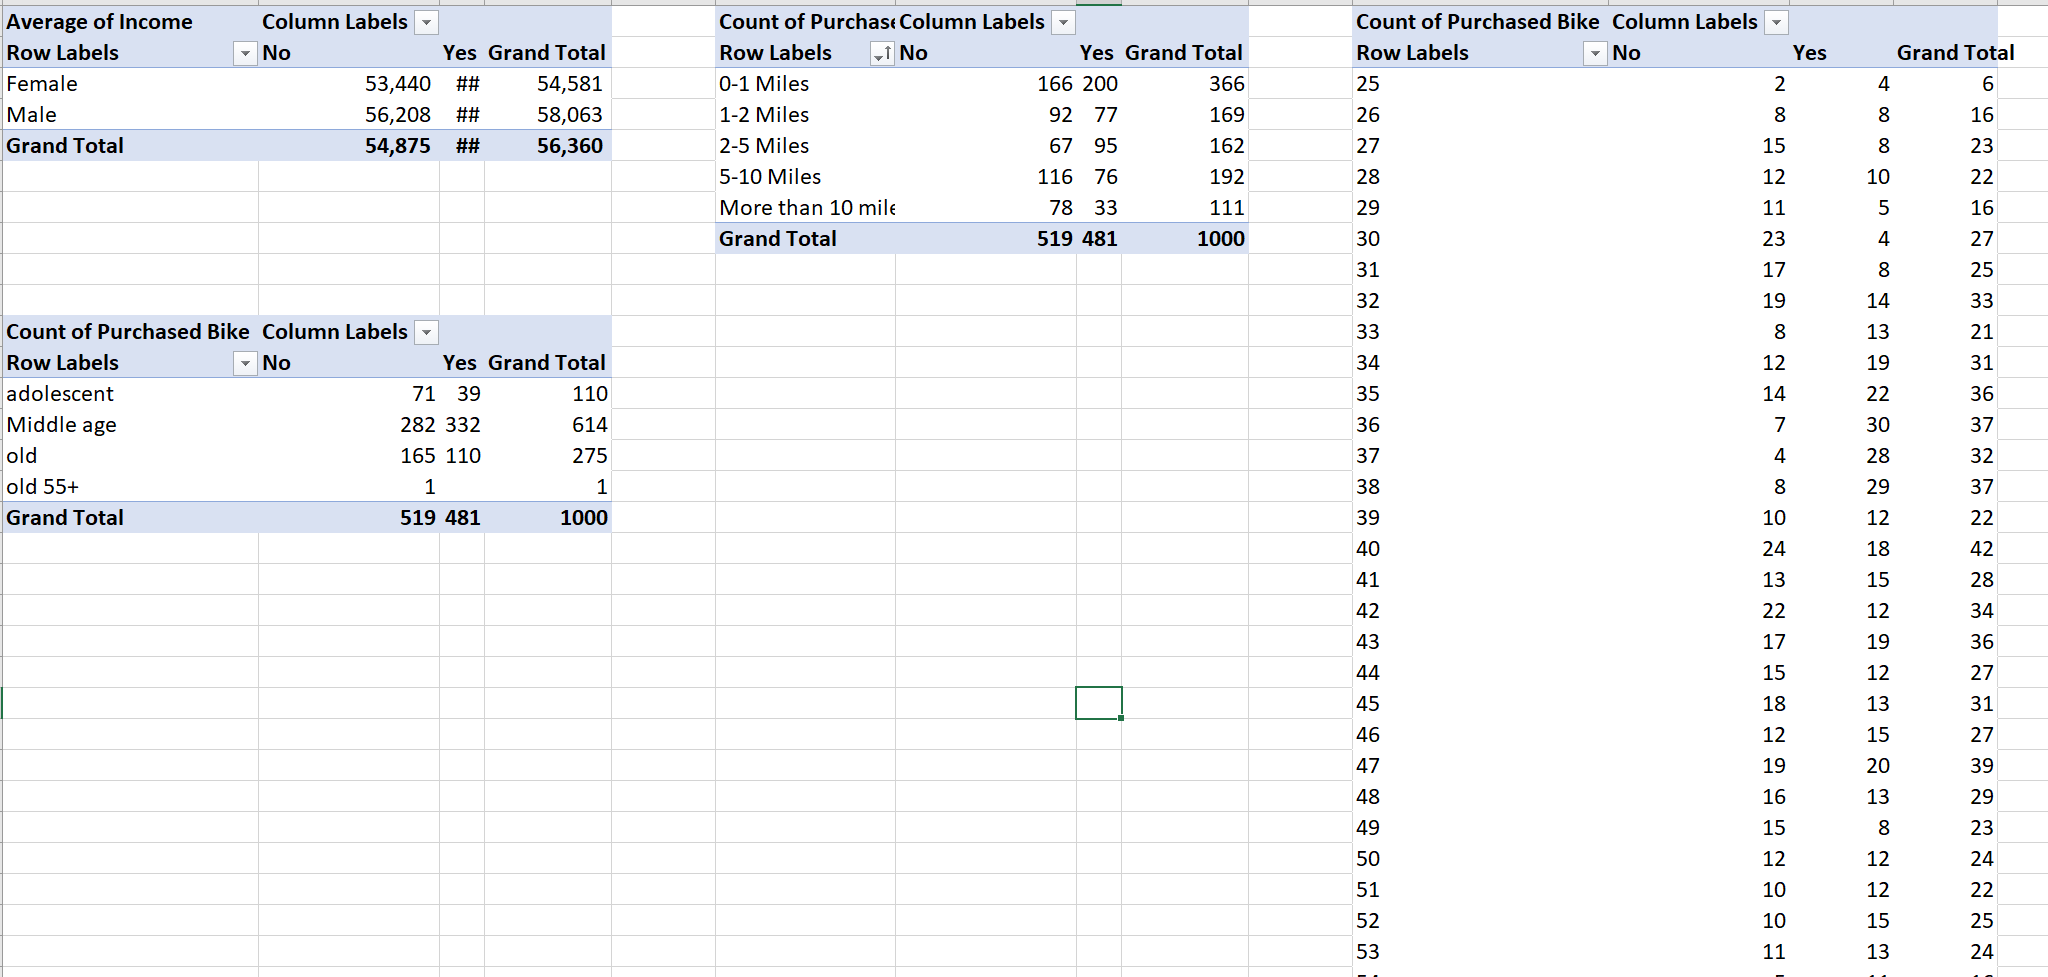 Average of Income Column Labels
Row Labels No Yes Grand Total
Female 53,440 ## 54,581
Male 56,208 ## 58,063
Grand Total 54,875 ## 56,360
Count of Purchased Bike Column Labels
Row Labels No Yes Grand Total
adolescent 71 39 110
Middle age 282 332 614
old 165 110 275
old 55+ 1 1
Grand Total 519 481 1000
Count of Purchase Column Labels
Row Labels No Yes Grand Total
0-1 Miles 166 200 366
1-2 Miles 92 77 169
2-5 Miles 67 95 162
5-10 Miles 116 76 192
More than 10 mile 78 33 111
Grand Total 519 481 1000
Count of Purchased Bike Column Labels
Row Labels No Yes Grand Total
25 2 4 6
26 8 8 16
27 15 8 23
28 12 10 22
29 11 5 16
30 23 4 27
31 17 8 25
32 19 14 33
33 8 13 21
34 12 19 31
35 14 22 36
36 7 30 37
37 4 28 32
38 8 29 37
39 10 12 22
40 24 18 42
41 13 15 28
42 22 12 34
43 17 19 36
44 15 12 27
45 18 13 31
46 12 15 27
47 19 20 39
48 16 13 29
49 15 8 23
50 12 12 24
51 10 12 22
52 10 15 25
53 11 13 24